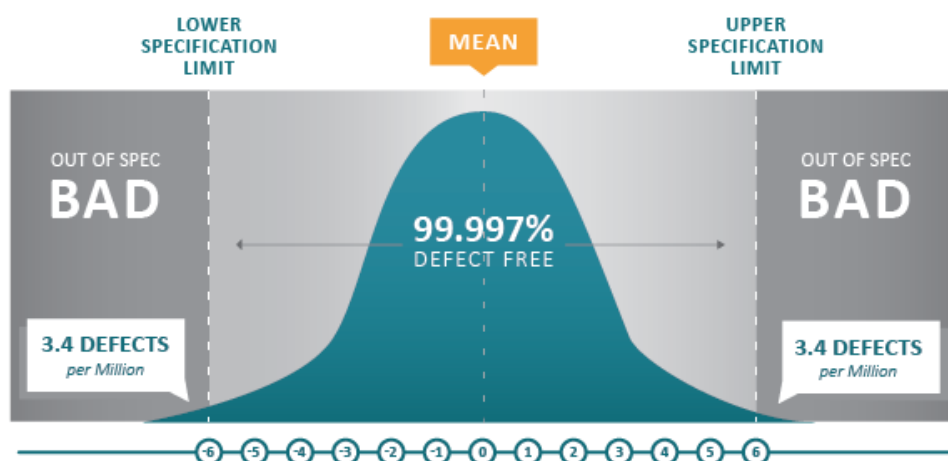 LOWER
SPECIFICATION
LIMIT
MEAN
UPPER
SPECIFICATION
LIMIT
OUT OF SPEC
BAD
99.997%
DEFECT FREE
OUT OF SPEC
BAD
3.4 DEFECTS
per Million
3.4 DEFECTS
per Million
-6 -5 -4 -3 -2 -1 0 1 2 3 4 5 6